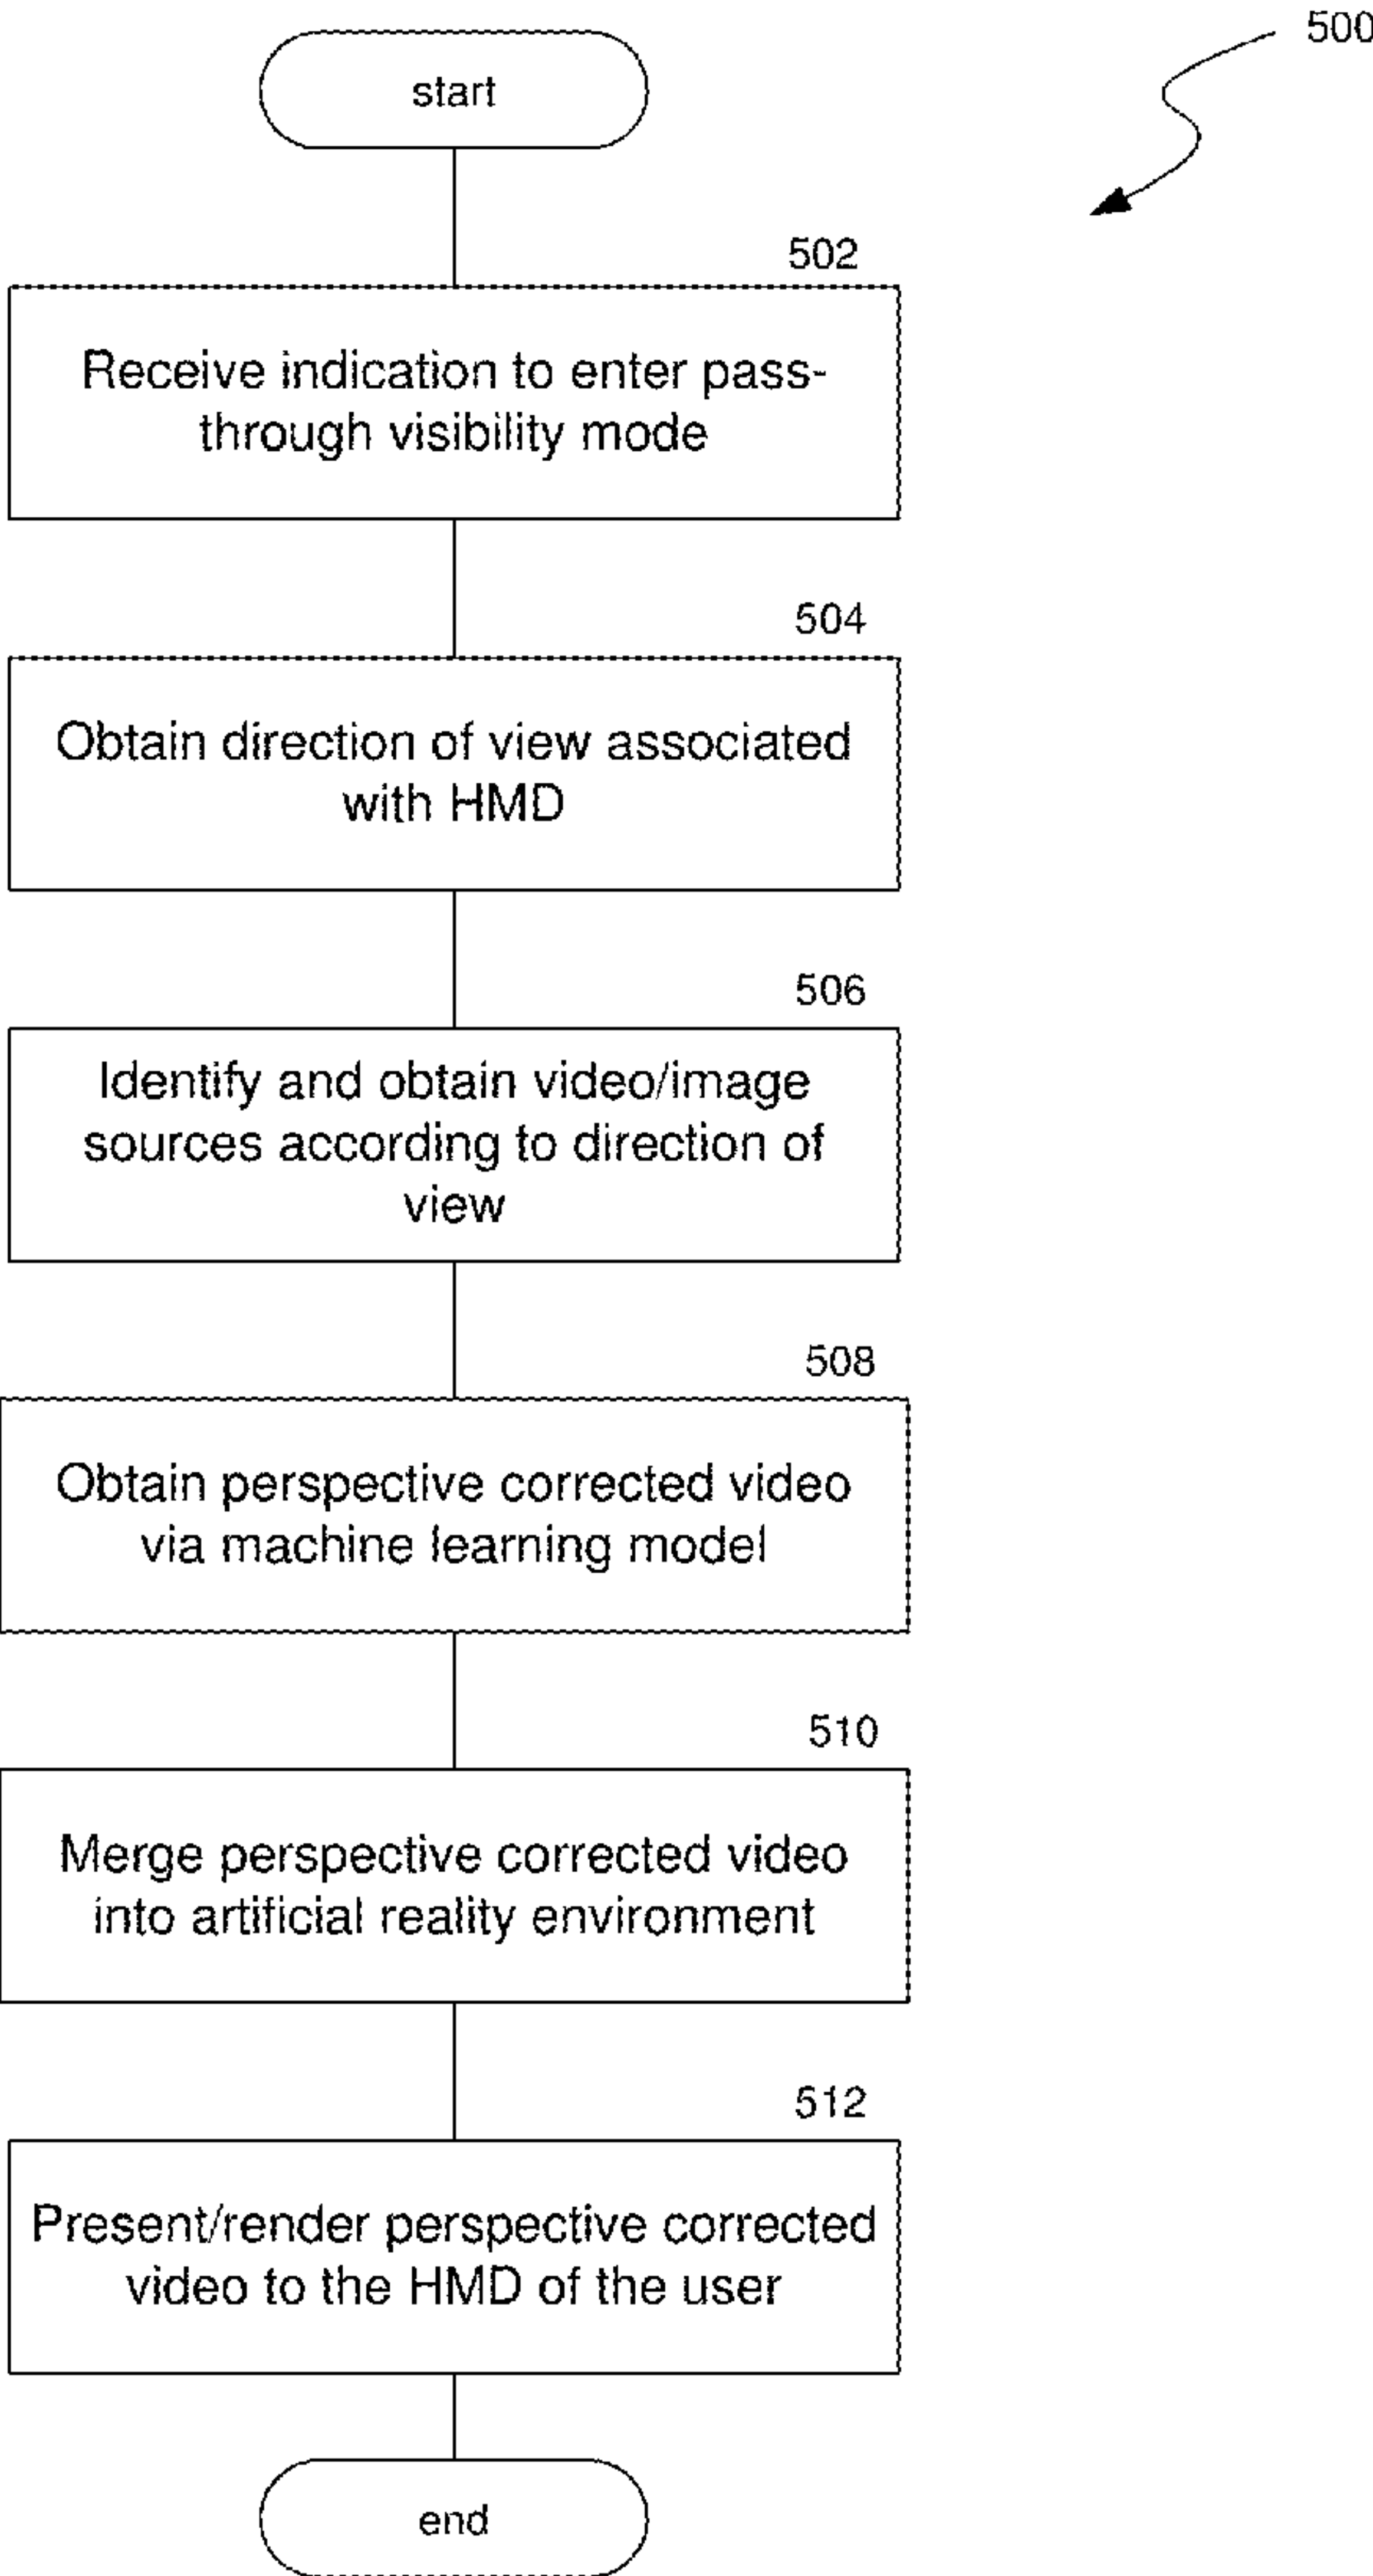 500
start
502
Receive indication to enter pass-
through visibility mode
504
Obtain direction of view associated
with HMD
506
Identify and obtain video/image
sources according to direction of
view
508
Obtain perspective corrected video
via machine learning model
510
Merge perspective corrected video
into artificial reality environment
512
Present/render perspective corrected
video to the HMD of the user
end